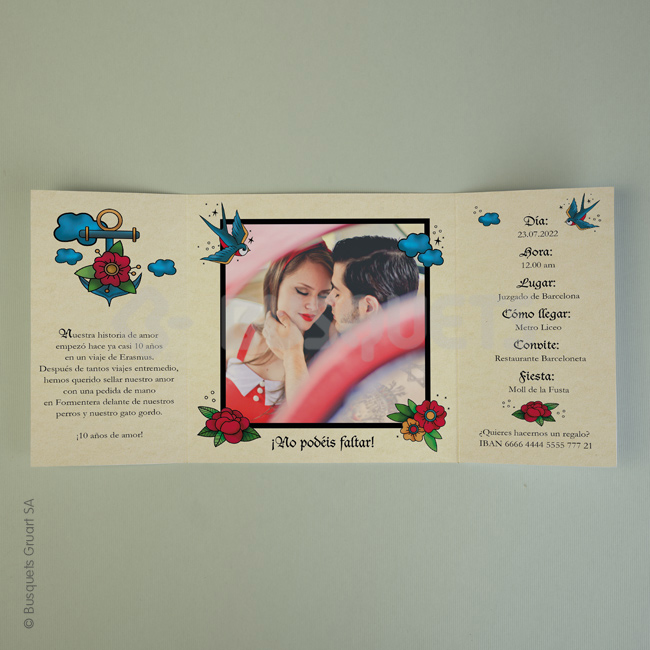 Nuestra historia de amor
empezó hace ya casi 10 años
en un viaje de Erasmus.
Después de tantos viajes entremedio,
hemos querido sellar nuestro amor
con una pedida de mano
en Formentera delante de nuestros
perros y nuestro gato gordo.
¡10 años de amor!
¡No podéis faltar!
Día:
23.07.2022
Hora:
12.00 am
Lugar:
Juzgado de Barcelona
Cómo llegar:
Metro Liceo
Convite:
Restaurante Barceloneta
Fiesta:
Moll de la Fusta
¿Quieres hacernos un regalo?
IBAN 6666 4444 5555 777 21
© Busquets Gruart SA